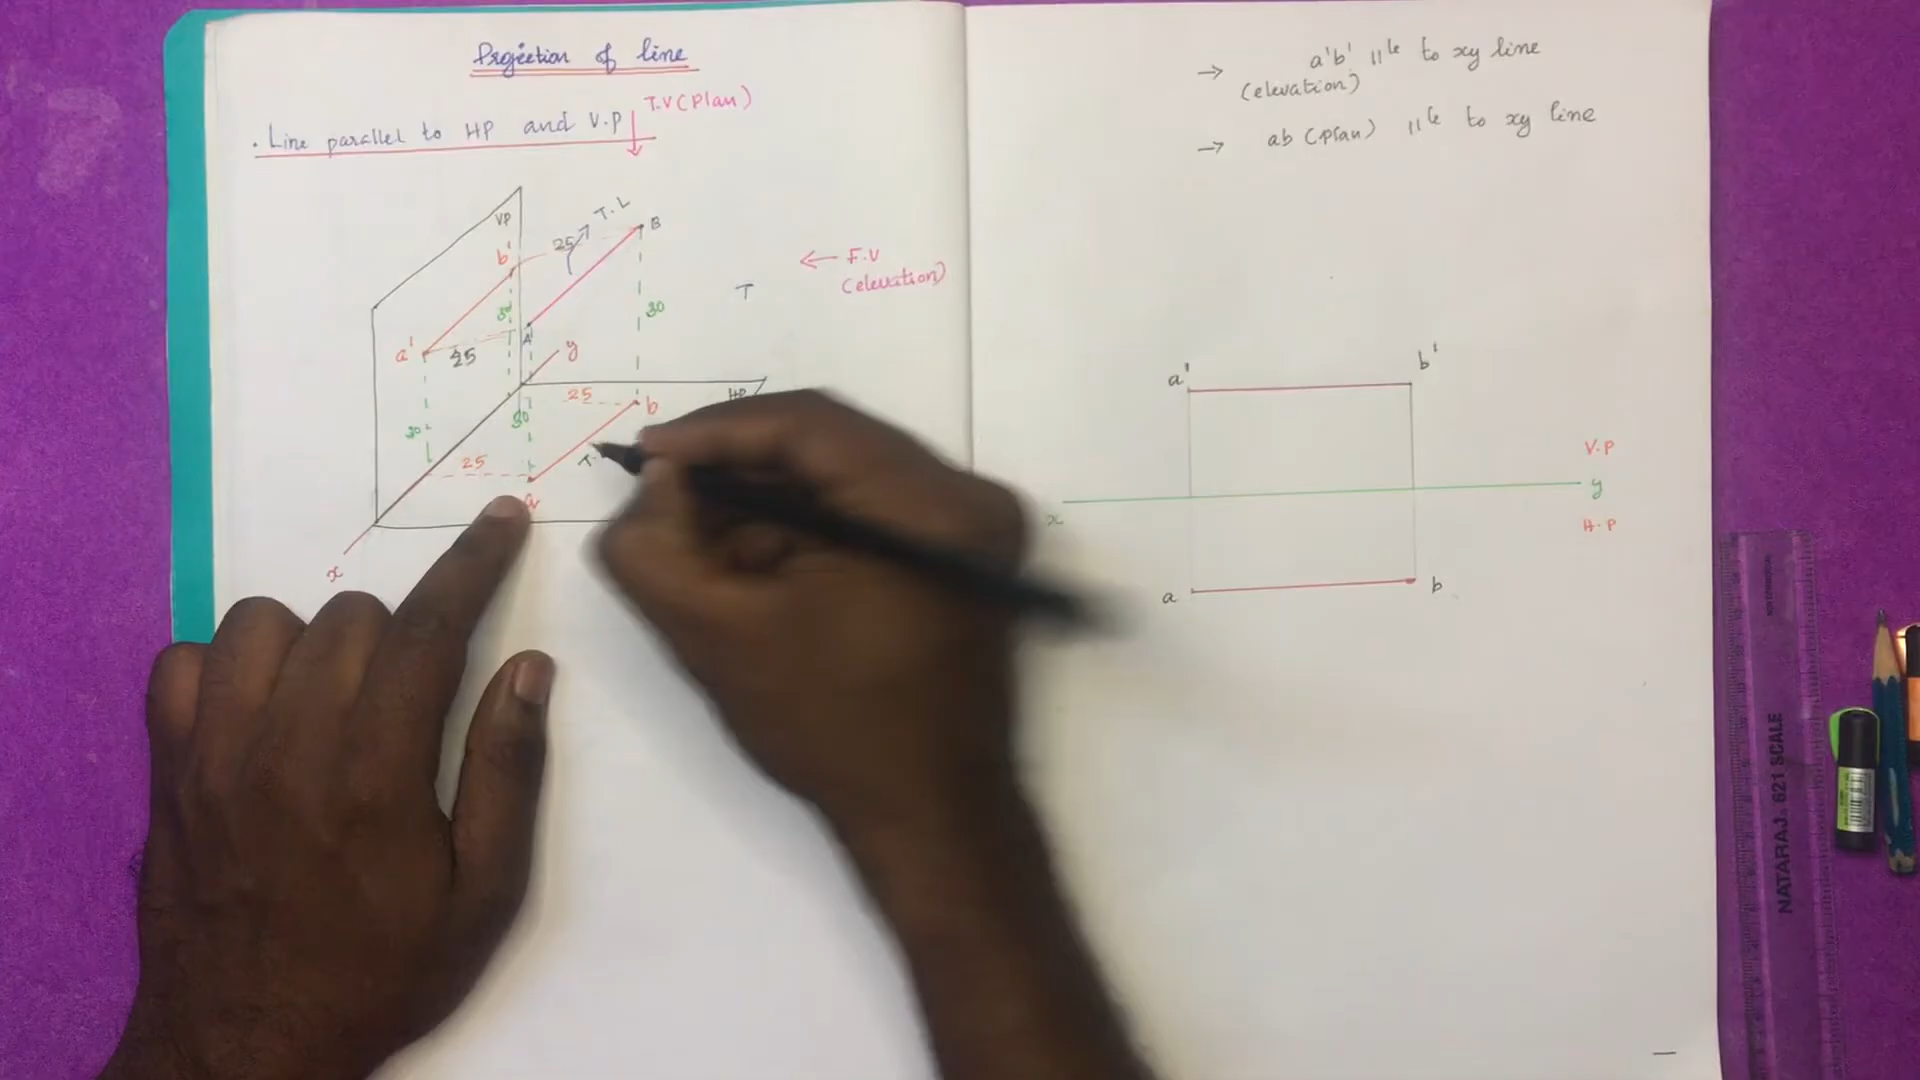 Projection of line
T.V (Plan)
. Line parallel to HP and V.P
VP
T.L
b'
25
B
30
a'
25
A
y
30
T
25
b
HP
30
30
25
T.
a
x
← F.V
(elevation)
→ a'b' ||le to xy line
(elevation)
→ ab (plan) ||le to xy line
a'
b'
V.P
x
y
H.P
a
b
NATARAJ. 621 SCALE